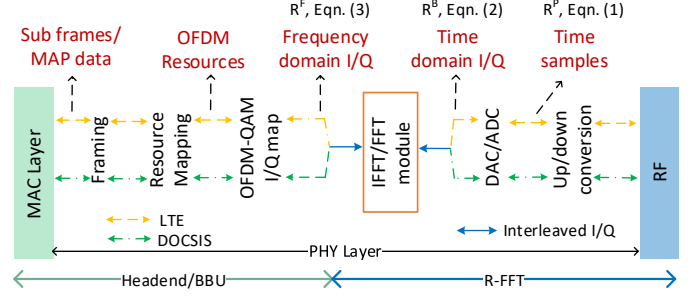 R^F, Eqn. (3)
R^B, Eqn. (2)
R^P, Eqn. (1)
Sub frames/
MAP data
OFDM
Resources
Frequency
domain I/Q
Time
domain I/Q
Time
samples
MAC Layer
Framing
Resource
Mapping
OFDM-QAM
I/Q map
IFFT/FFT
module
DAC/ADC
Up/down
conversion
RF
LTE
DOCSIS
Interleaved I/Q
PHY Layer
Headend/BBU
R-FFT